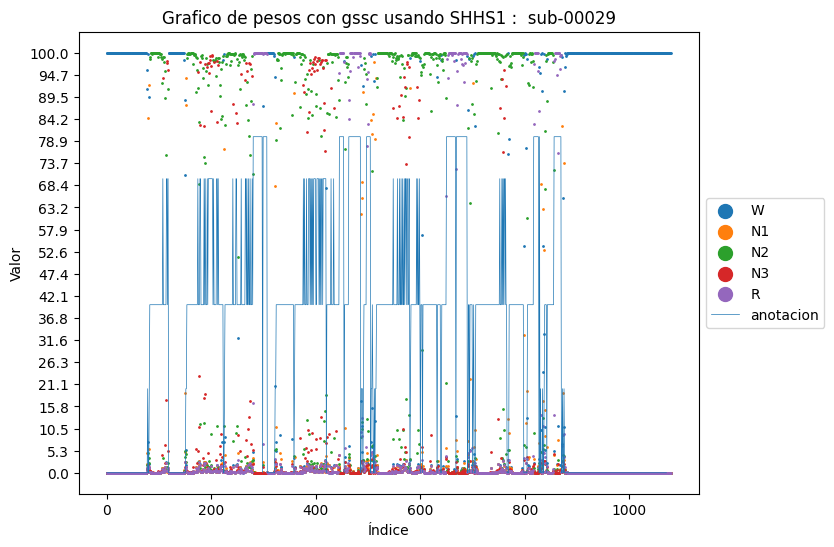 Grafico de pesos con gssc usando SHHS1 :  sub-00029
100.0
94.7
89.5
84.2
78.9
73.7
68.4
63.2
57.9
52.6
47.4
42.1
36.8
31.6
26.3
21.1
15.8
10.5
5.3
0.0
Valor
0 200 400 600 800 1000
Índice
W
N1
N2
N3
R
anotacion